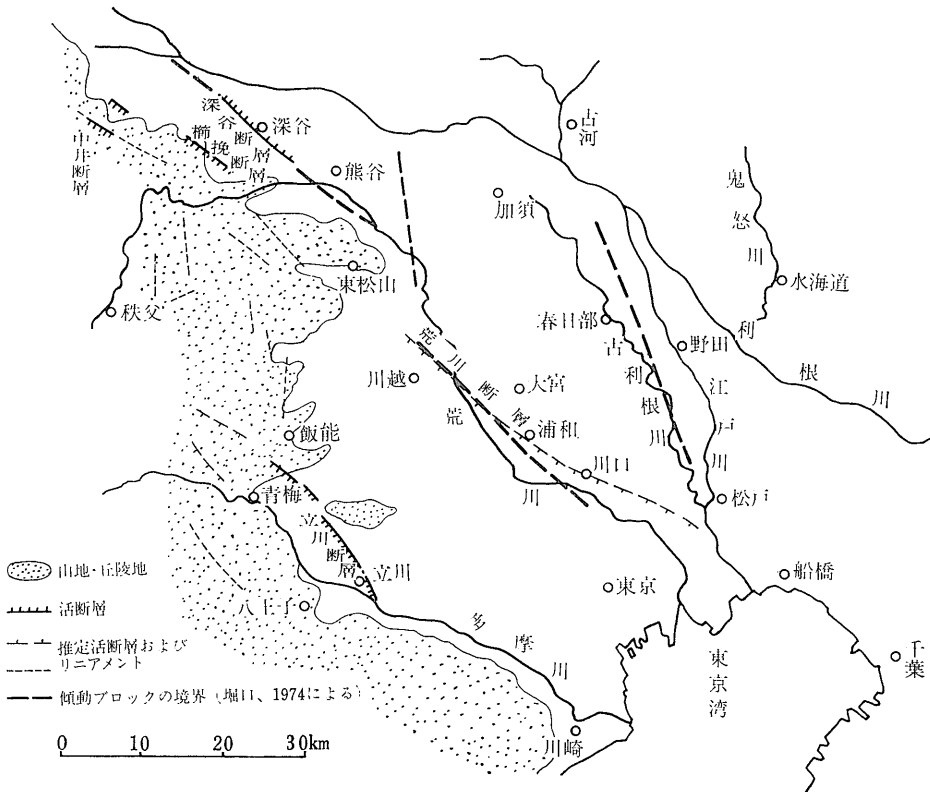 古河
深谷断層
深谷
櫛挽断層
中井断層
熊谷
加須
鬼怒川
東松山
水海道
秩父
春日部
野田
利根川
荒川断層
川越
大宮
古利根川
江戸川
荒川
浦和
飯能
川口
青梅
松戸
立川断層
立川
船橋
東京
八王子
多摩川
東京湾
千葉
川崎
山地・丘陵地
活断層
推定活断層および
リニアメント
傾動ブロックの境界（堀口、1974による）
0 10 20 30km